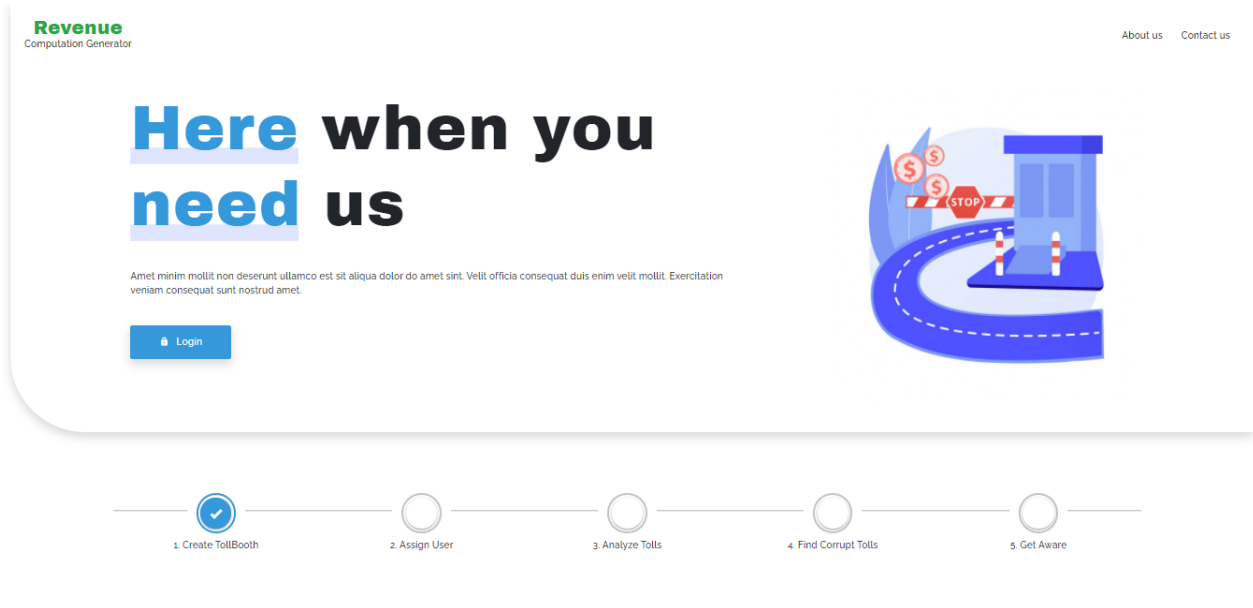 Revenue
Computation Generator
About us
Contact us
Here when you
need us
Amet minim mollit non deserunt ullamco est sit aliqua dolor do amet sint. Velit officia consequat duis enim velit mollit. Exercitation
veniam consequat sunt nostrud amet.
Login
$
$
$
STOP
1. Create TollBooth
2. Assign User
3. Analyze Tolls
4. Find Corrupt Tolls
5. Get Aware